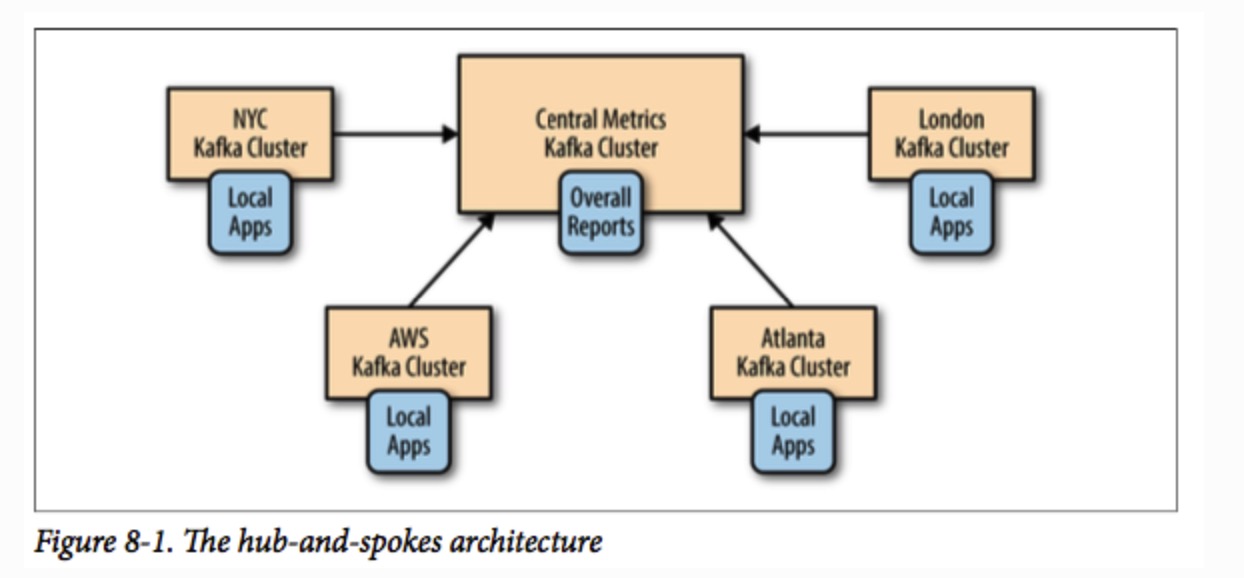 NYC
Kafka Cluster
Local
Apps
Central Metrics
Kafka Cluster
Overall
Reports
London
Kafka Cluster
Local
Apps
AWS
Kafka Cluster
Local
Apps
Atlanta
Kafka Cluster
Local
Apps
Figure 8-1. The hub-and-spokes architecture